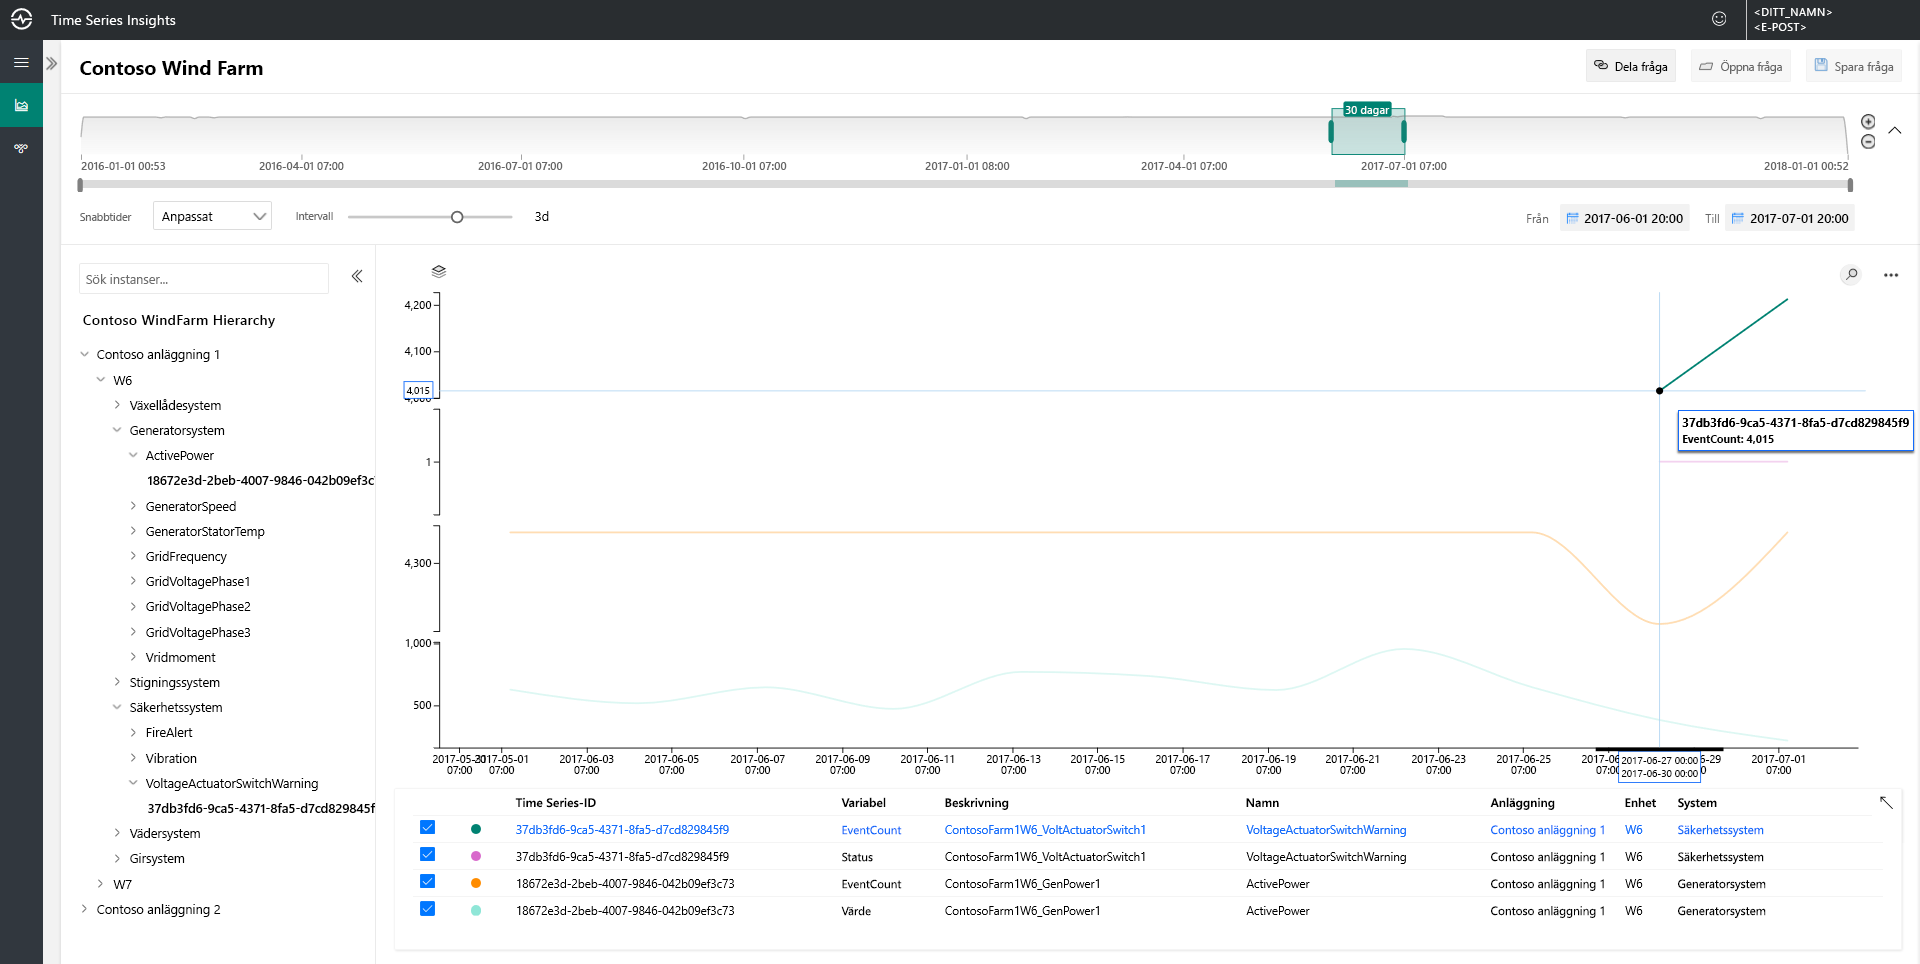 Time Series Insights
<DITT_NAMN>
<E-POST>
Contoso Wind Farm
Dela fråga
Öppna fråga
Spara fråga
30 dagar
2016-01-01 00:53
2016-04-01 07:00
2016-07-01 07:00
2016-10-01 07:00
2017-01-01 08:00
2017-04-01 07:00
2017-07-01 07:00
2018-01-01 00:52
Snabbtider
Anpassat
Intervall
3d
Från
2017-06-01 20:00
Till
2017-07-01 20:00
Sök instanser...
Contoso WindFarm Hierarchy
Contoso anläggning 1
W6
Växellådesystem
Generatorsystem
ActivePower
18672e3d-2beb-4007-9846-042b09ef3c
GeneratorSpeed
GeneratorStatorTemp
GridFrequency
GridVoltagePhase1
GridVoltagePhase2
GridVoltagePhase3
Vridmoment
Stigningssystem
Säkerhetssystem
FireAlert
Vibration
VoltageActuatorSwitchWarning
37db3fd6-9ca5-4371-8fa5-d7cd829845f
Vädersystem
Girsystem
W7
Contoso anläggning 2
4,200
4,100
4,015
4,000
1
4,300
1,000
500
37db3fd6-9ca5-4371-8fa5-d7cd829845f9
EventCount: 4,015
2017-05-31 07:00
2017-06-01 07:00
2017-06-03 07:00
2017-06-05 07:00
2017-06-07 07:00
2017-06-09 07:00
2017-06-11 07:00
2017-06-13 07:00
2017-06-15 07:00
2017-06-17 07:00
2017-06-19 07:00
2017-06-21 07:00
2017-06-23 07:00
2017-06-25 07:00
2017-06-27 00:00
2017-06-30 00:00
2017-07-01 07:00
Time Series-ID Variabel Beskrivning Namn Anläggning Enhet System
37db3fd6-9ca5-4371-8fa5-d7cd829845f9 EventCount ContosoFarm1W6_VoltActuatorSwitch1 VoltageActuatorSwitchWarning Contoso anläggning 1 W6 Säkerhetssystem
37db3fd6-9ca5-4371-8fa5-d7cd829845f9 Status ContosoFarm1W6_VoltActuatorSwitch1 VoltageActuatorSwitchWarning Contoso anläggning 1 W6 Säkerhetssystem
18672e3d-2beb-4007-9846-042b09ef3c73 EventCount ContosoFarm1W6_GenPower1 ActivePower Contoso anläggning 1 W6 Generatorsystem
18672e3d-2beb-4007-9846-042b09ef3c73 Värde ContosoFarm1W6_GenPower1 ActivePower Contoso anläggning 1 W6 Generatorsystem